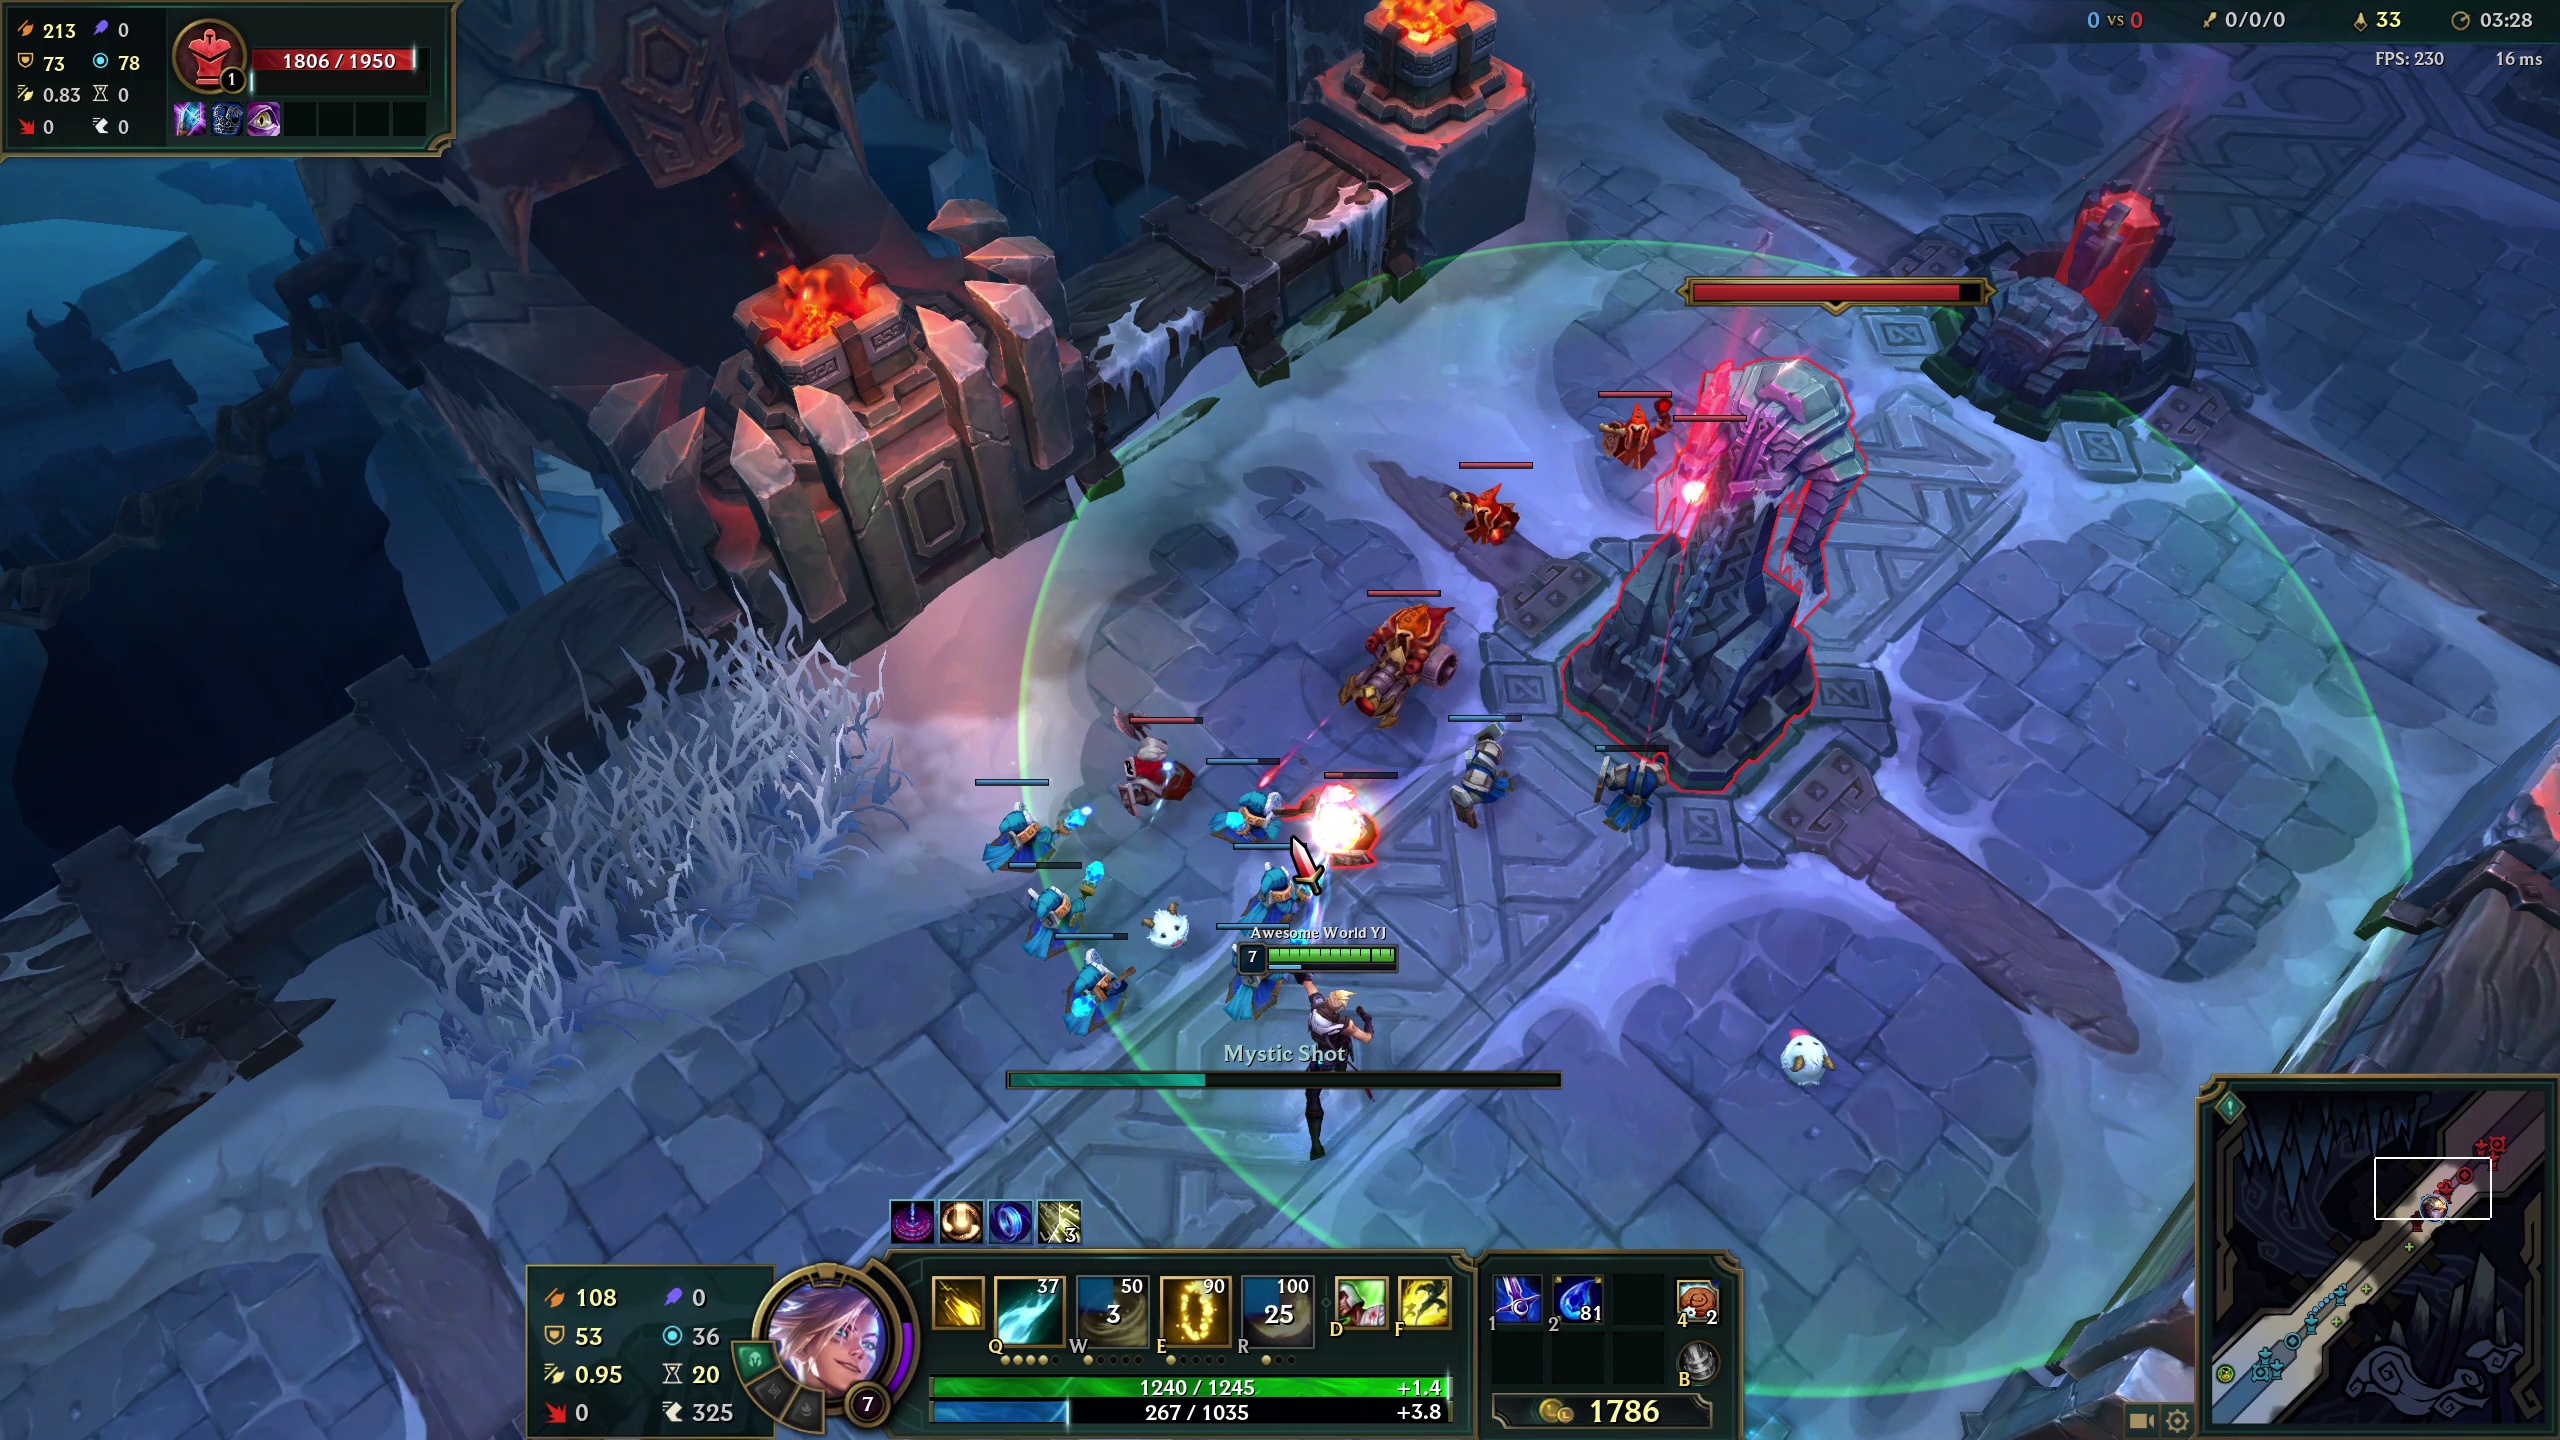 213 0
73 78
0.83 0
0 0
1
1806 / 1950
0 vs 0 0/0/0 33 03:28
FPS: 230 16 ms
Awesome World YJ
7
Mystic Shot
3
108 0
53 36
0.95 20
0 325
7
37 50 90 100
3 25
Q W E R D F
1240 / 1245 +1.4
267 / 1035 +3.8
1 2 81 4 2
B
1786